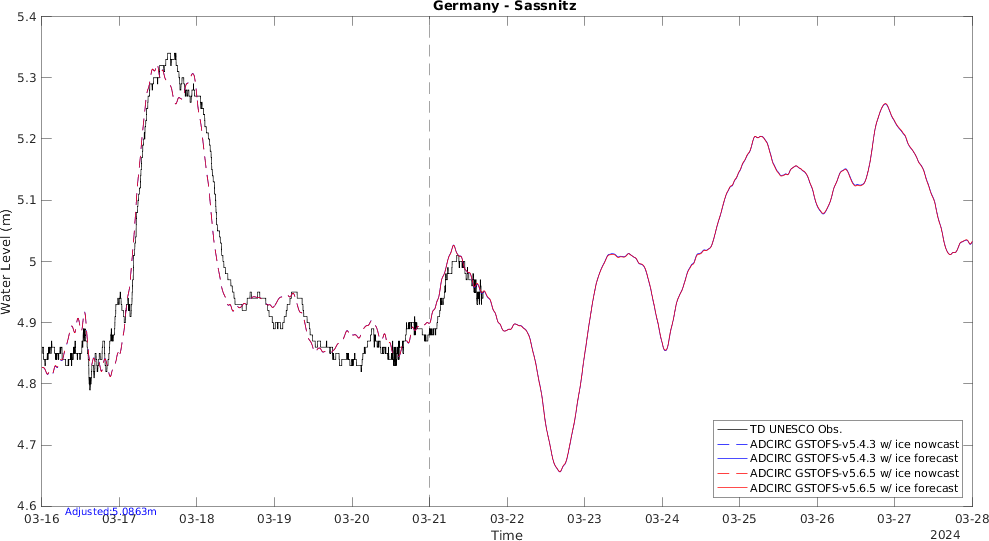 Germany - Sassnitz
5.4
5.3
5.2
5.1
5
4.9
4.8
4.7
4.6
Water Level (m)
TD UNESCO Obs.
ADCIRC GSTOFS-v5.4.3 w/ ice nowcast
ADCIRC GSTOFS-v5.4.3 w/ ice forecast
ADCIRC GSTOFS-v5.6.5 w/ ice nowcast
ADCIRC GSTOFS-v5.6.5 w/ ice forecast
Adjusted:5.0863m
03-16 03-17 03-18 03-19 03-20 03-21 03-22 03-23 03-24 03-25 03-26 03-27 03-28
Time
2024